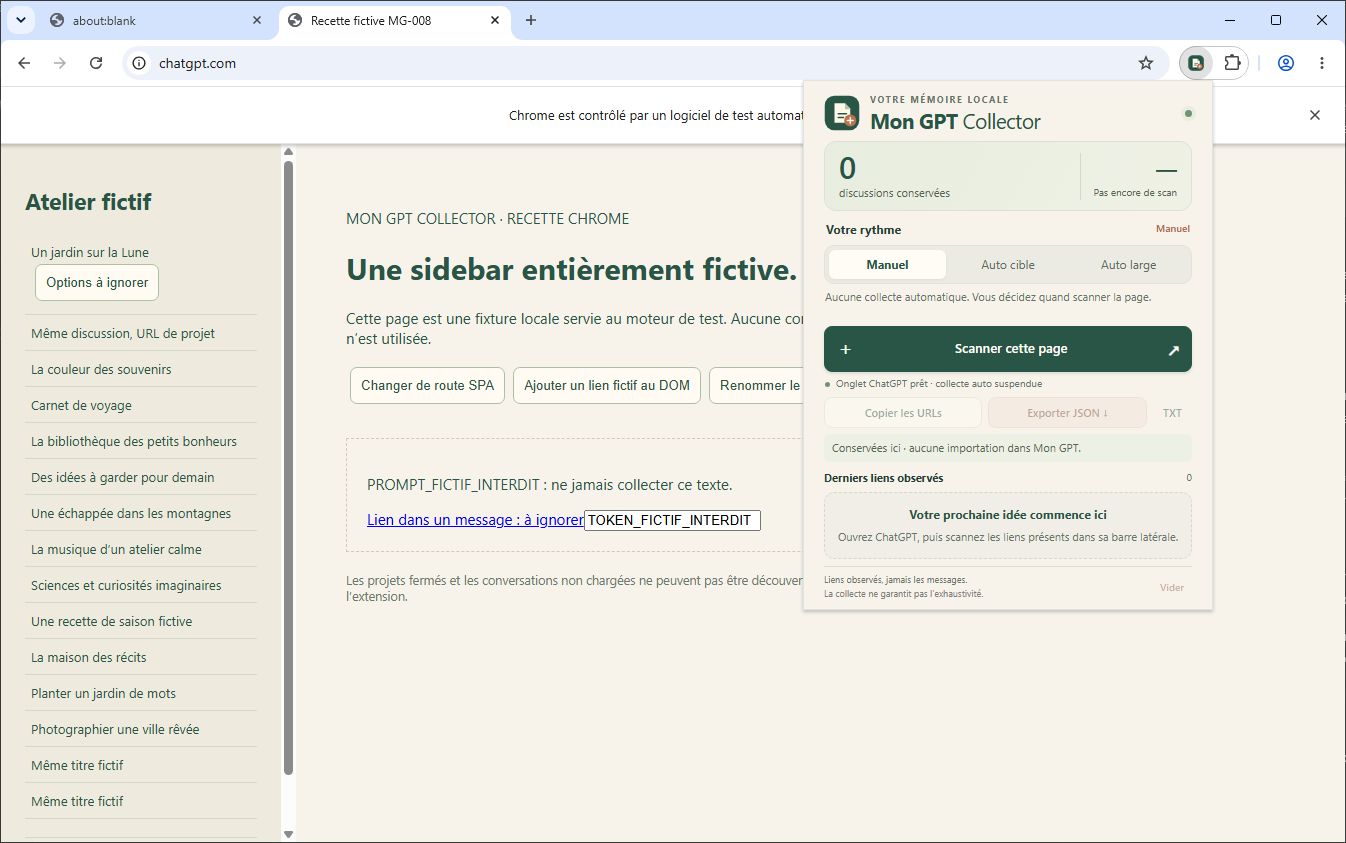 about:blank
Recette fictive MG-008
chatgpt.com
Chrome est contrôlé par un logiciel de test automat
VOTRE MÉMOIRE LOCALE
Mon GPT Collector
0
discussions conservées
—
Pas encore de scan
Votre rythme
Manuel
Manuel
Auto cible
Auto large
Aucune collecte automatique. Vous décidez quand scanner la page.
+ Scanner cette page ↗
Onglet ChatGPT prêt · collecte auto suspendue
Copier les URLs
Exporter JSON ↓
TXT
Conservées ici · aucune importation dans Mon GPT.
Derniers liens observés
0
Votre prochaine idée commence ici
Ouvrez ChatGPT, puis scannez les liens présents dans sa barre latérale.
Liens observés, jamais les messages.
La collecte ne garantit pas l'exhaustivité.
Vider
Atelier fictif
Un jardin sur la Lune
Options à ignorer
Même discussion, URL de projet
La couleur des souvenirs
Carnet de voyage
La bibliothèque des petits bonheurs
Des idées à garder pour demain
Une échappée dans les montagnes
La musique d’un atelier calme
Sciences et curiosités imaginaires
Une recette de saison fictive
La maison des récits
Planter un jardin de mots
Photographier une ville rêvée
Même titre fictif
Même titre fictif
MON GPT COLLECTOR · RECETTE CHROME
Une sidebar entièrement fictive.
Cette page est une fixture locale servie au moteur de test. Aucune
n’est utilisée.
Changer de route SPA
Ajouter un lien fictif au DOM
Renommer le
PROMPT_FICTIF_INTERDIT : ne jamais collecter ce texte.
Lien dans un message : à ignorer
TOKEN_FICTIF_INTERDIT
Les projets fermés et les conversations non chargées ne peuvent pas être découver
l’extension.